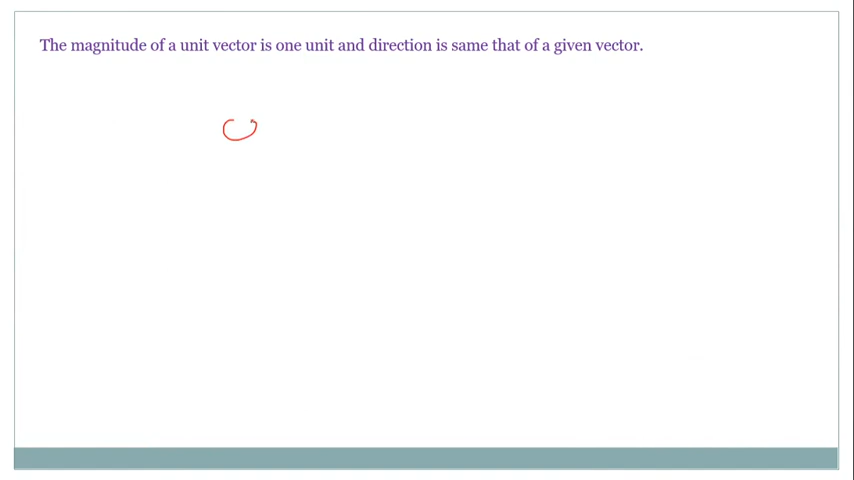 The magnitude of a unit vector is one unit and direction is same that of a given vector.